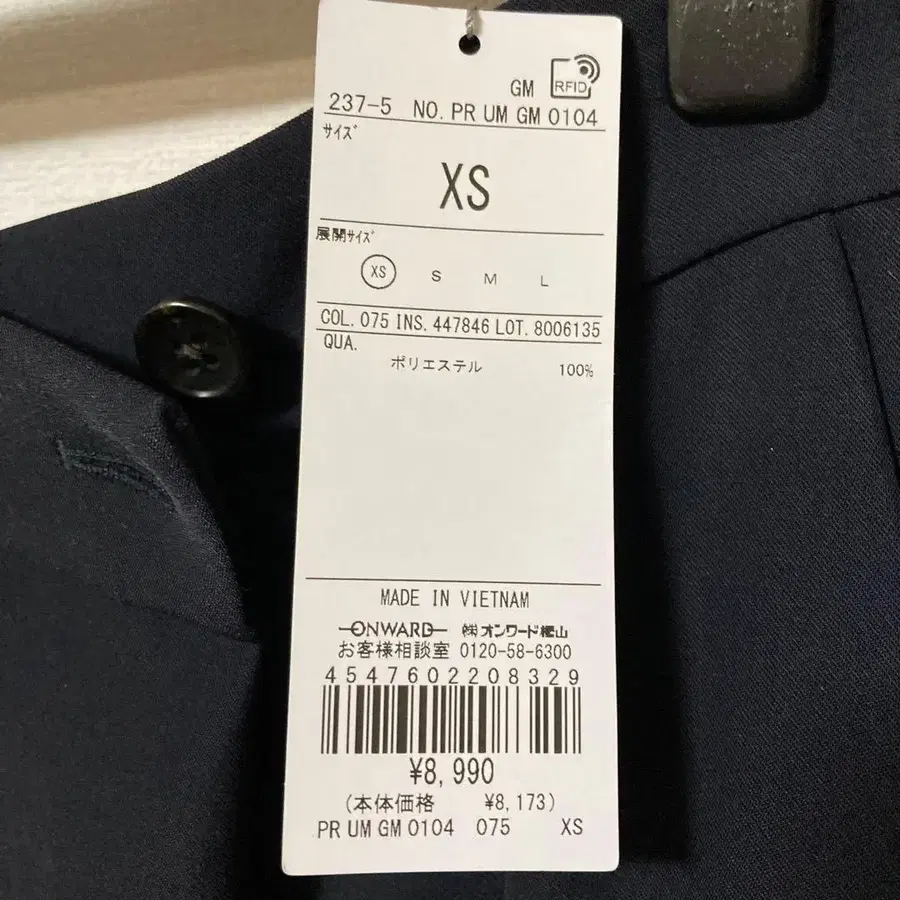 GM RFID
237-5 NO. PR UM GM 0104
サイズ
XS
展開サイズ
XS S M L
COL. 075 INS. 447846 LOT. 8006135
QUA.
ポリエステル 100%
MADE IN VIETNAM
ONWARD ㈱オンワード樫山
お客様相談室 0120-58-6300
4547602208329
¥8,990
(本体価格 ¥8,173)
PR UM GM 0104 075 XS